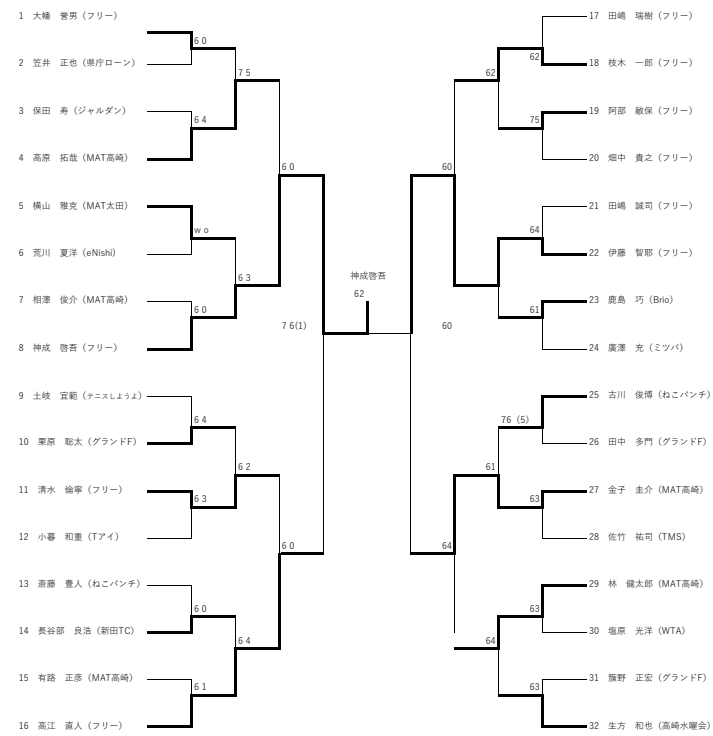 1 大幡 誉男（フリー）
6 0
2 笠井 正也（県庁ローン）
7 5
3 保田 寿（ジャルダン）
6 4
4 高原 拓哉（MAT高崎）
6 0
5 横山 雅克（MAT太田）
w o
6 荒川 夏洋（eNishi）
6 3
7 相澤 俊介（MAT高崎）
6 0
8 神成 啓吾（フリー）
7 6(1)
9 土岐 宜範（テニスしようよ）
6 4
10 栗原 聡太（グランドF）
6 2
11 清水 倫寧（フリー）
6 3
12 小暮 和重（Tアイ）
6 0
13 斎藤 豊人（ねこパンチ）
6 0
14 長谷部 良浩（新田TC）
6 4
15 有路 正彦（MAT高崎）
6 1
16 高江 直人（フリー）
神成啓吾
62
17 田嶋 瑞樹（フリー）
62
18 枝木 一郎（フリー）
62
19 阿部 敏保（フリー）
75
20 畑中 貴之（フリー）
60
21 田嶋 誠司（フリー）
64
22 伊藤 智耶（フリー）
23 鹿島 巧（Brio）
61
24 廣澤 充（ミツバ）
60
25 古川 俊博（ねこパンチ）
76（5）
26 田中 多門（グランドF）
61
27 金子 圭介（MAT高崎）
63
28 佐竹 祐司（TMS）
64
29 林 健太郎（MAT高崎）
63
30 塩原 光洋（WTA）
64
31 籏野 正宏（グランドF）
63
32 生方 和也（高崎水曜会）